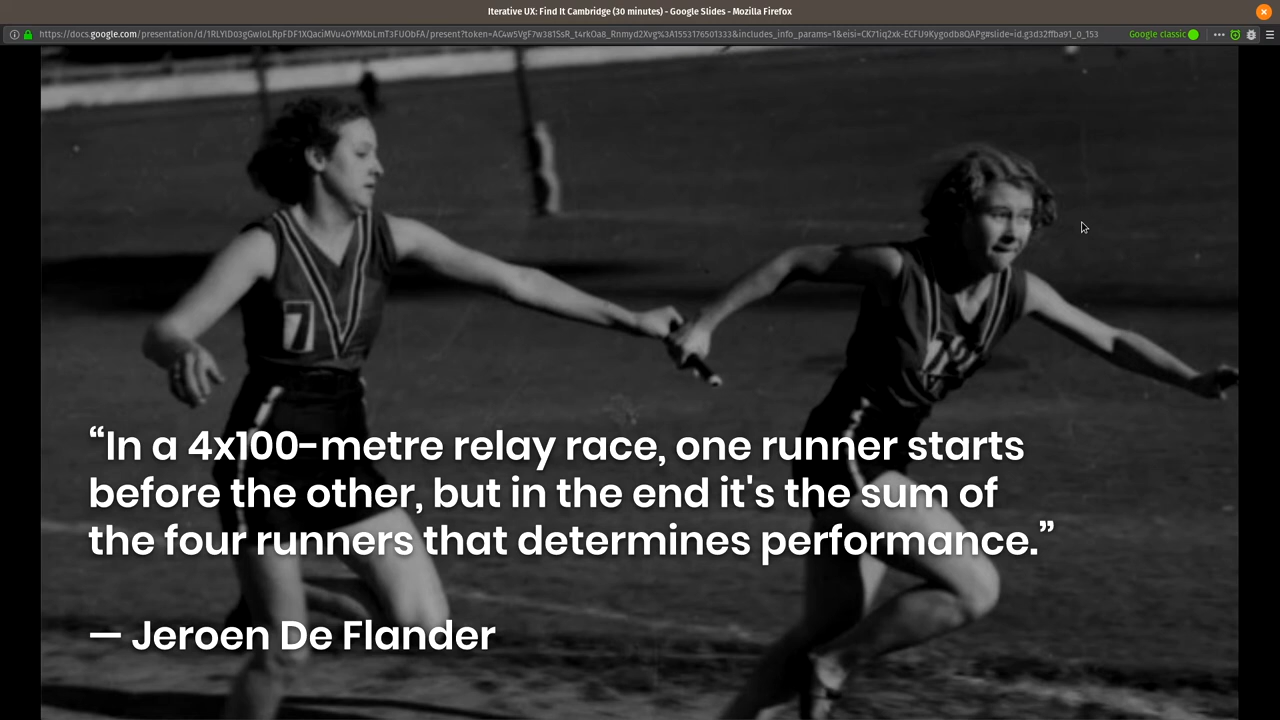 Iterative UX: Find It Cambridge (30 minutes) - Google Slides - Mozilla Firefox
Google classic
7
“In a 4x100-metre relay race, one runner starts
before the other, but in the end it's the sum of
the four runners that determines performance.”
— Jeroen De Flander